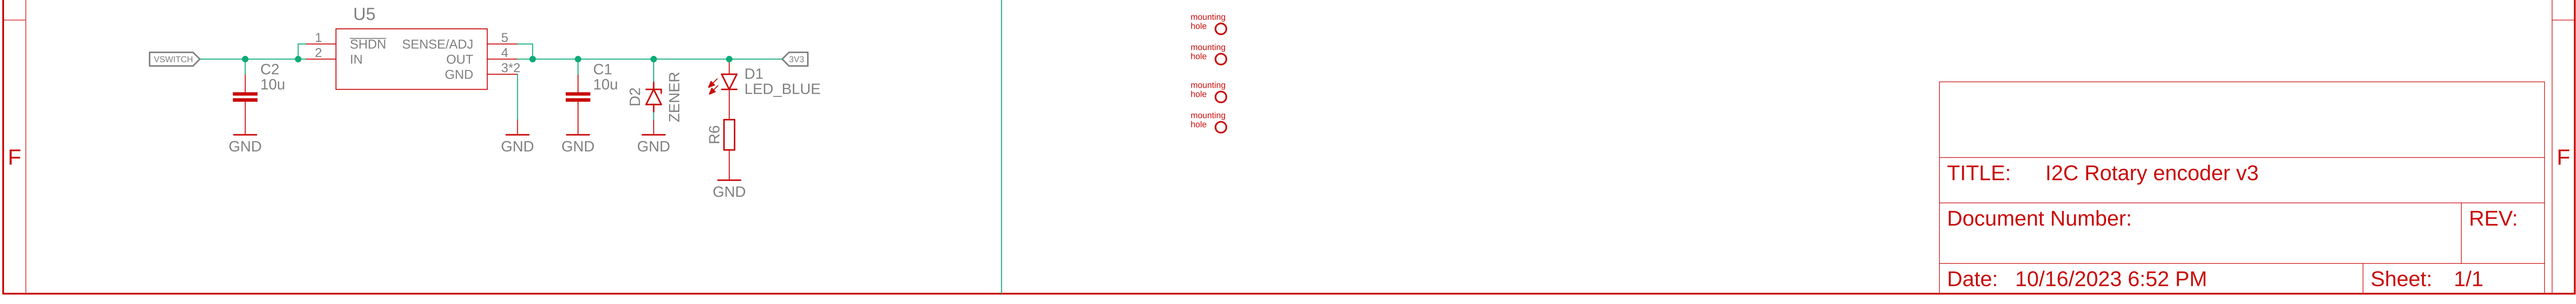 U5
1
SHDN
SENSE/ADJ
5
VSWITCH
2
IN
OUT
4
3V3
GND
3*2
C2
10u
C1
10u
D2
ZENER
D1
LED_BLUE
R6
GND
GND
GND
GND
GND
mounting
hole
mounting
hole
mounting
hole
mounting
hole
F
F
TITLE: I2C Rotary encoder v3
Document Number:
REV:
Date: 10/16/2023 6:52 PM
Sheet: 1/1